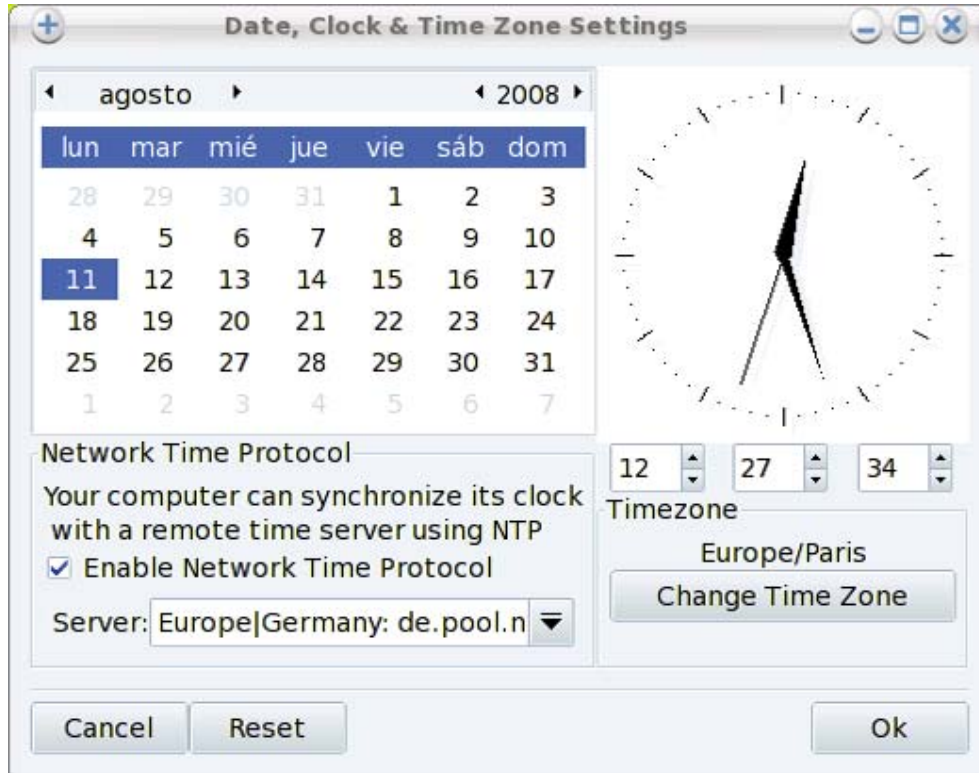 Date, Clock & Time Zone Settings
agosto 2008
lun mar mié jue vie sáb dom
28 29 30 31 1 2 3
4 5 6 7 8 9 10
11 12 13 14 15 16 17
18 19 20 21 22 23 24
25 26 27 28 29 30 31
1 2 3 4 5 6 7
Network Time Protocol
Your computer can synchronize its clock
with a remote time server using NTP
Enable Network Time Protocol
Server: Europe|Germany: de.pool.n
12 27 34
Timezone
Europe/Paris
Change Time Zone
Cancel Reset Ok